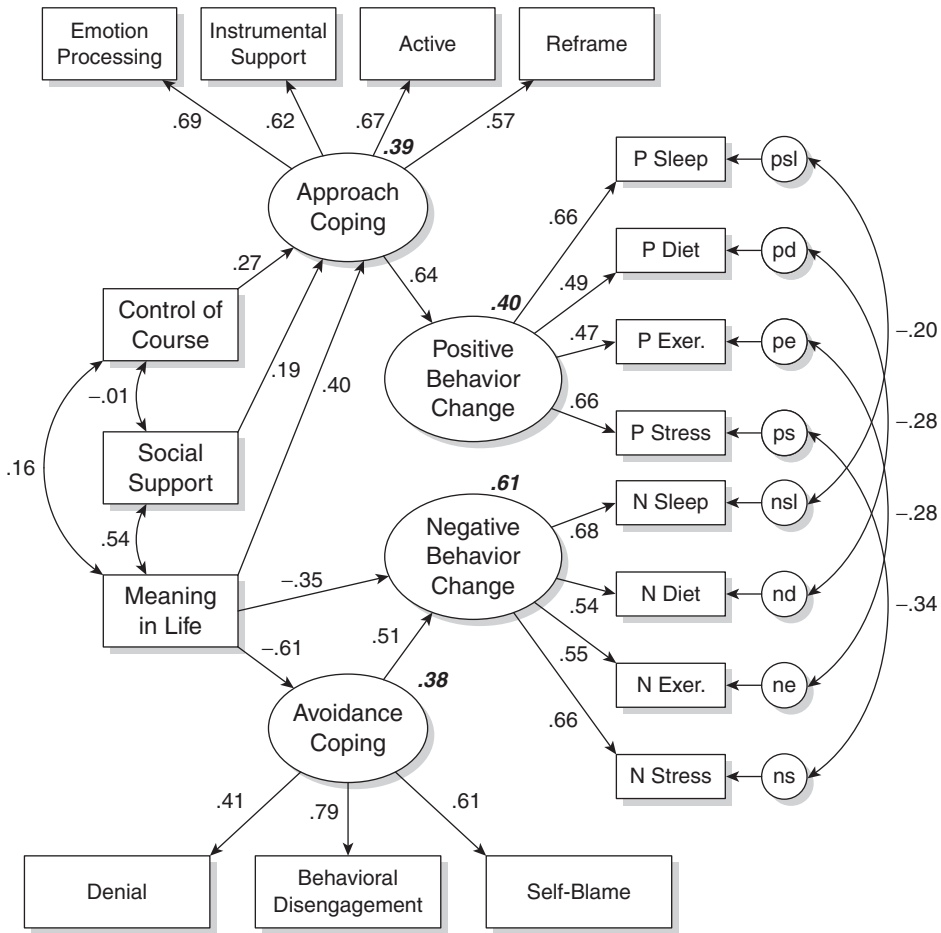 Emotion
Processing
Instrumental
Support
Active
Reframe
.69
.62
.67
.57
.39
Approach
Coping
P Sleep
psl
.66
P Diet
pd
.27
.64
.49
.40
Control of
Course
Positive
Behavior
Change
.47
P Exer.
pe
−.20
.19
.40
−.01
.66
P Stress
ps
−.28
Social
Support
.16
.61
N Sleep
nsl
.68
−.28
.54
Negative
Behavior
Change
−.35
Meaning
in Life
N Diet
nd
.54
−.34
−.61
.51
.55
.38
N Exer.
ne
Avoidance
Coping
.66
N Stress
ns
.41
.79
.61
Denial
Behavioral
Disengagement
Self-Blame